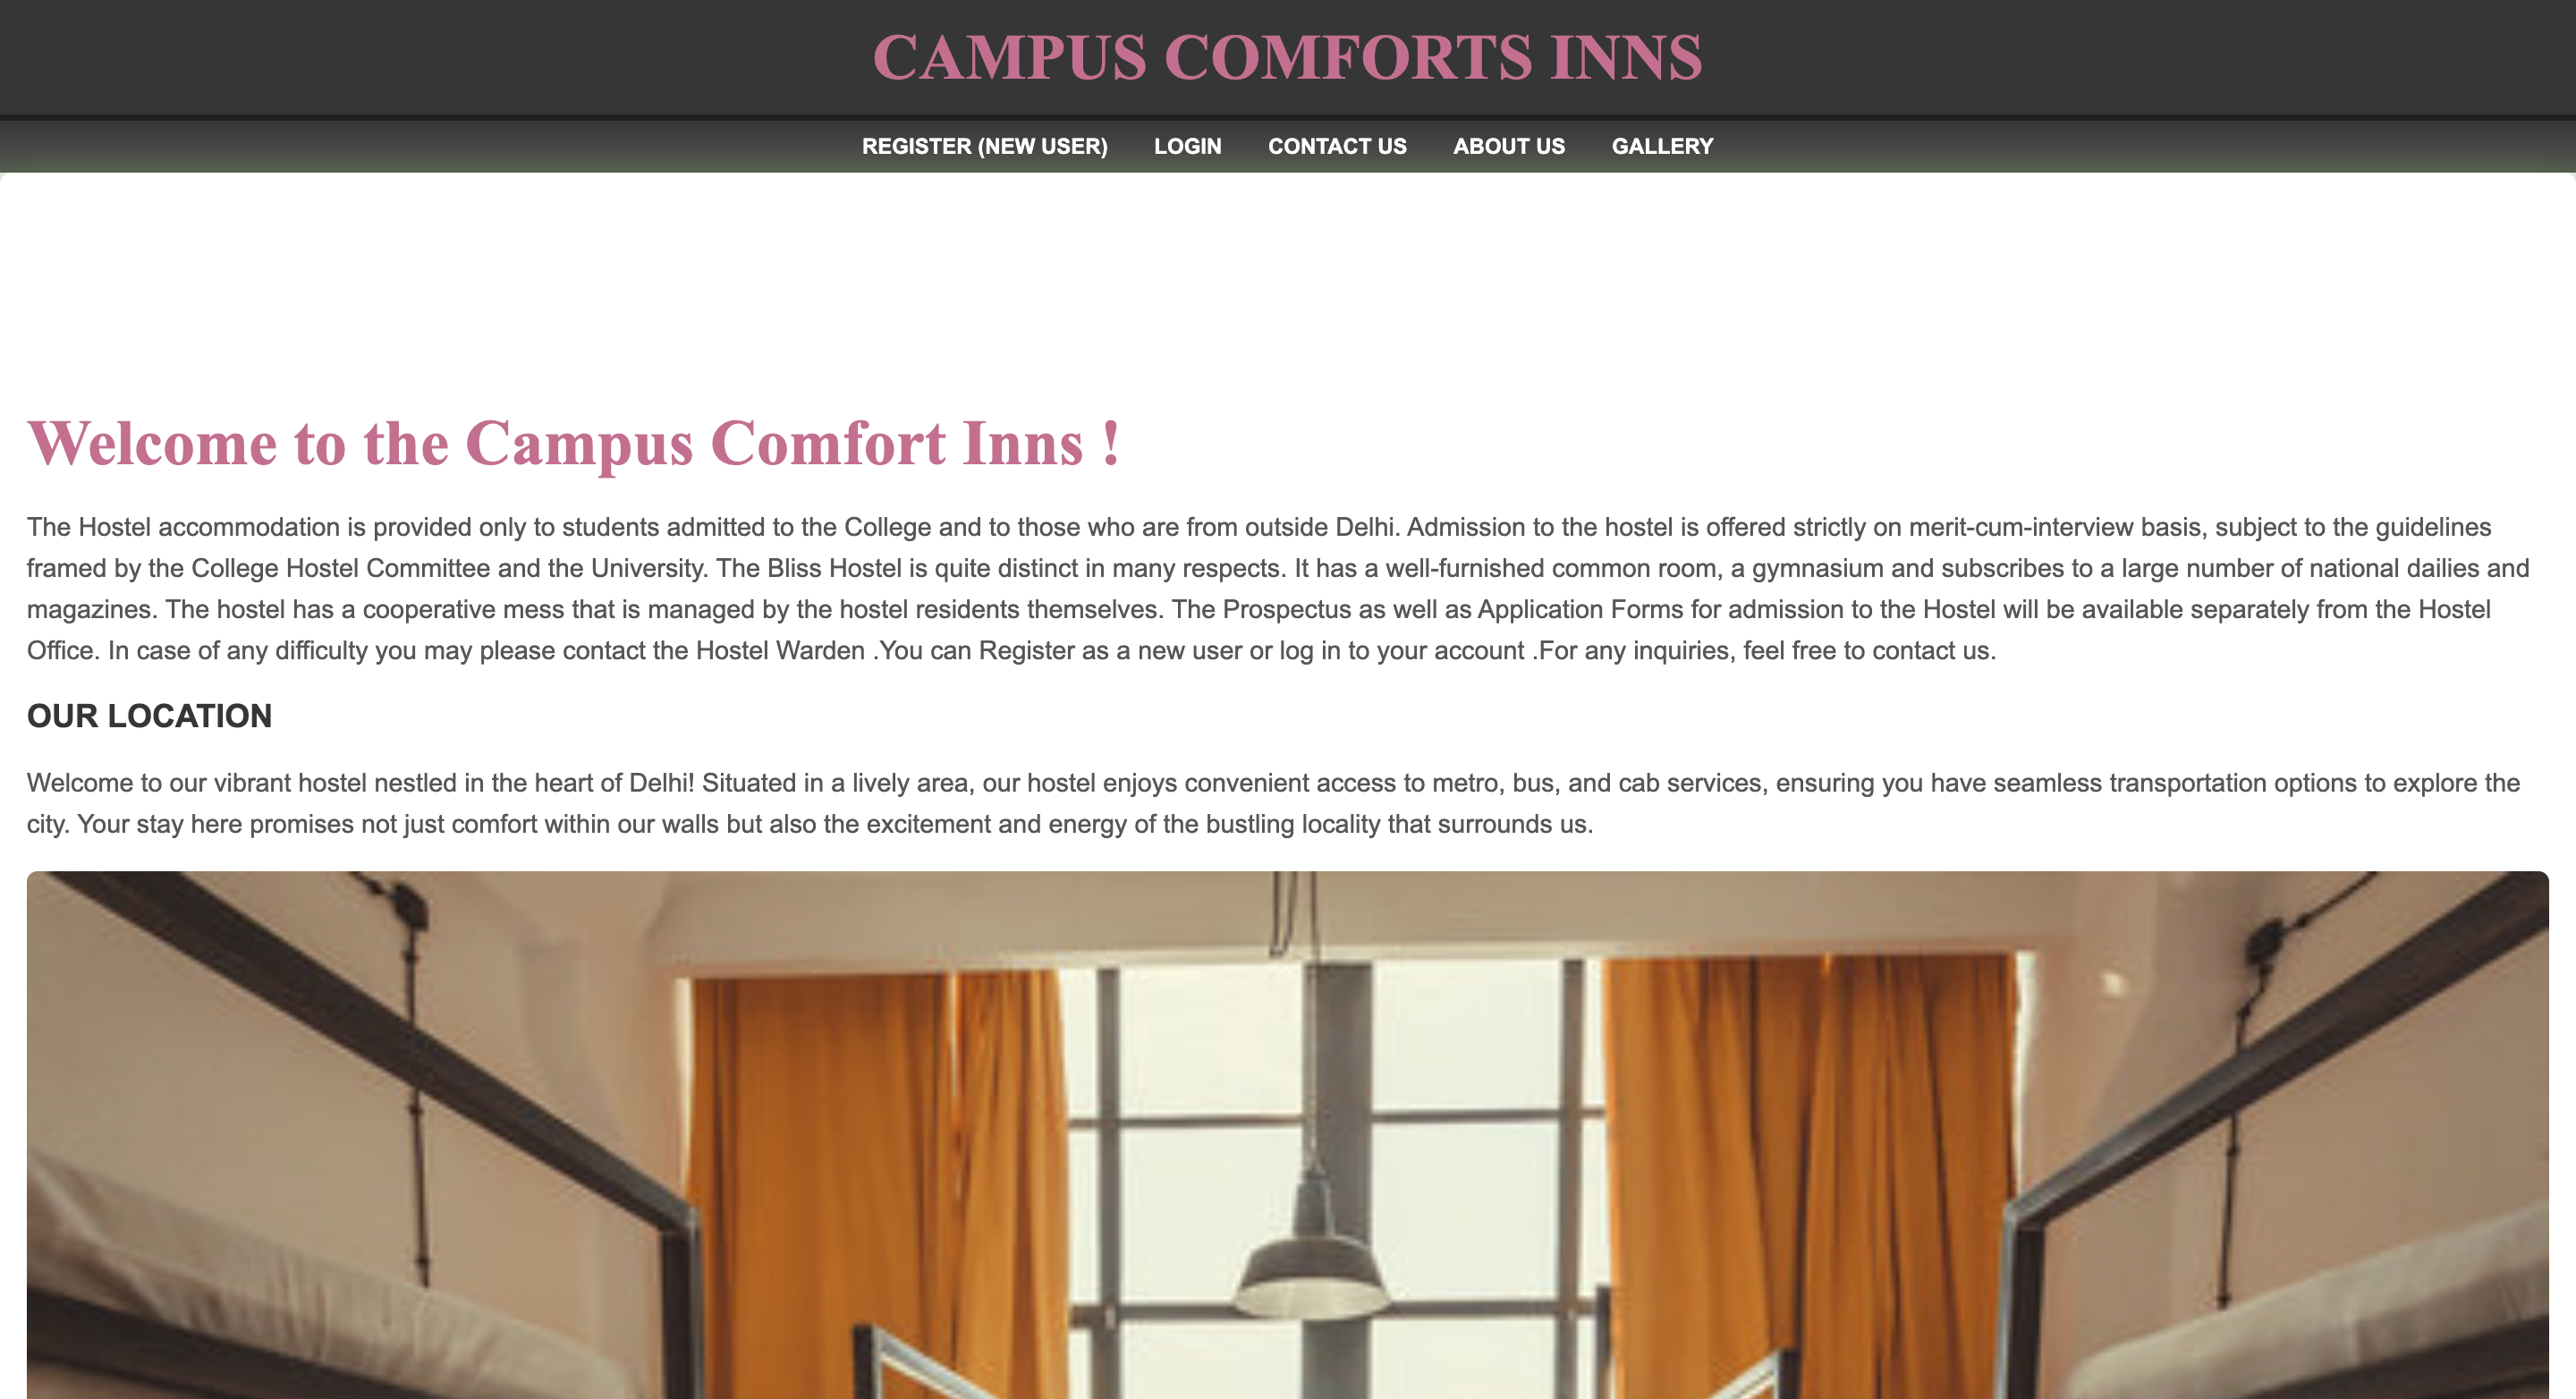 CAMPUS COMFORTS INNS
REGISTER (NEW USER) LOGIN CONTACT US ABOUT US GALLERY
Welcome to the Campus Comfort Inns !
The Hostel accommodation is provided only to students admitted to the College and to those who are from outside Delhi. Admission to the hostel is offered strictly on merit-cum-interview basis, subject to the guidelines
framed by the College Hostel Committee and the University. The Bliss Hostel is quite distinct in many respects. It has a well-furnished common room, a gymnasium and subscribes to a large number of national dailies and
magazines. The hostel has a cooperative mess that is managed by the hostel residents themselves. The Prospectus as well as Application Forms for admission to the Hostel will be available separately from the Hostel
Office. In case of any difficulty you may please contact the Hostel Warden .You can Register as a new user or log in to your account .For any inquiries, feel free to contact us.
OUR LOCATION
Welcome to our vibrant hostel nestled in the heart of Delhi! Situated in a lively area, our hostel enjoys convenient access to metro, bus, and cab services, ensuring you have seamless transportation options to explore the
city. Your stay here promises not just comfort within our walls but also the excitement and energy of the bustling locality that surrounds us.